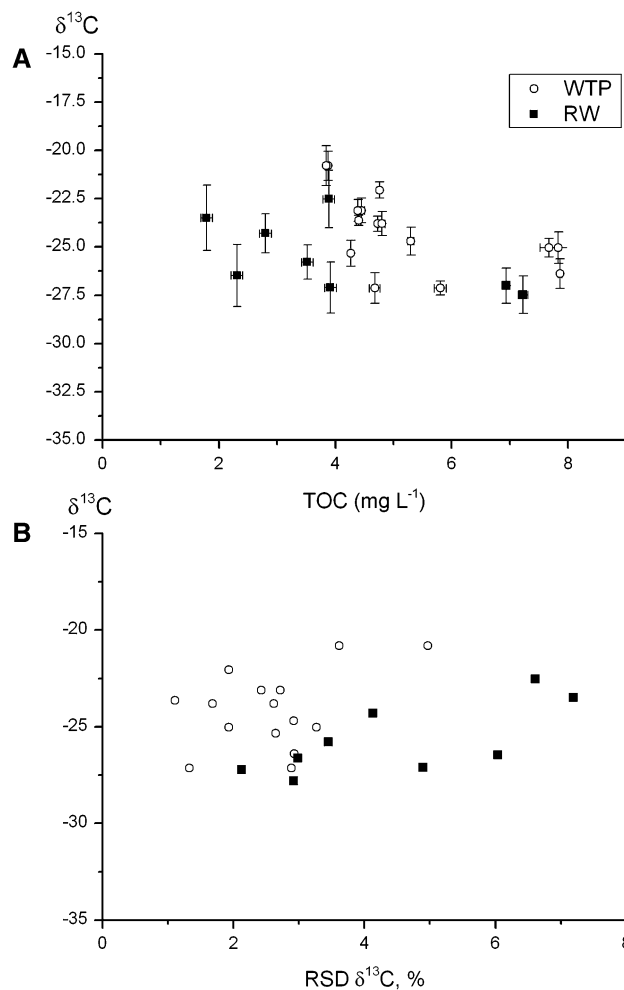 δ¹³C
A
-15.0
WTP
RW
-17.5
-20.0
-22.5
-25.0
-27.5
-30.0
-32.5
-35.0
0 2 4 6 8
TOC (mg L⁻¹)
δ¹³C
B
-15
-20
-25
-30
-35
2 4 6 8
RSD δ¹³C, %